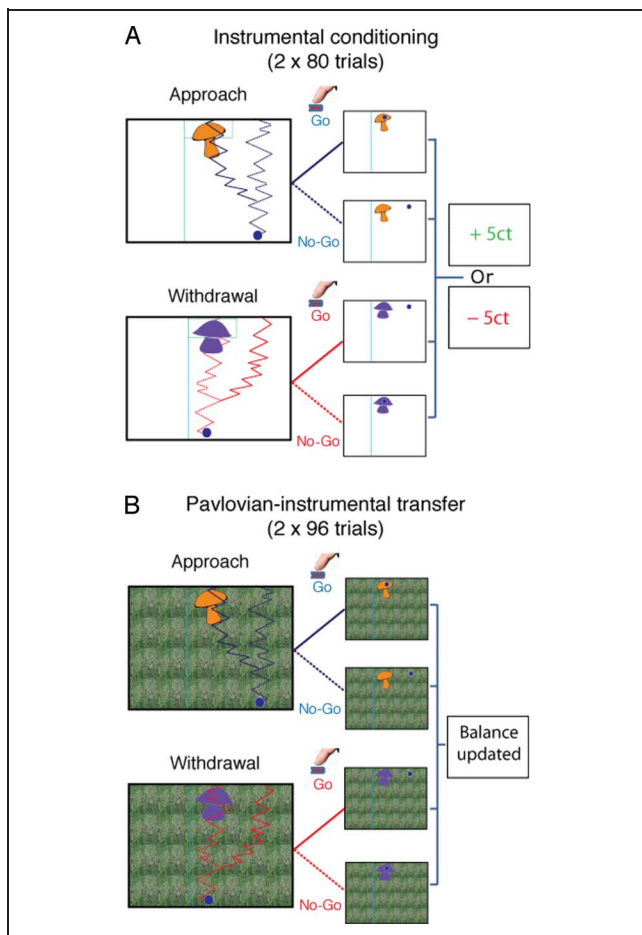 A
Instrumental conditioning
(2 x 80 trials)
Approach
Go
No-Go
+ 5ct
Or
Withdrawal
Go
− 5ct
No-Go
B
Pavlovian-instrumental transfer
(2 x 96 trials)
Approach
Go
No-Go
Balance
updated
Withdrawal
Go
No-Go